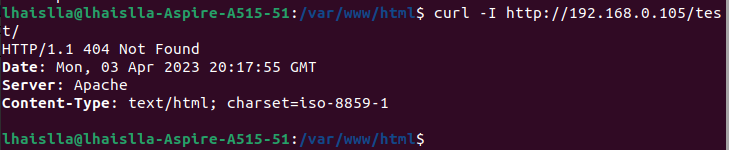 lhaislla@lhaislla-Aspire-A515-51:/var/www/html$ curl -I http://192.168.0.105/tes
t/
HTTP/1.1 404 Not Found
Date: Mon, 03 Apr 2023 20:17:55 GMT
Server: Apache
Content-Type: text/html; charset=iso-8859-1
lhaislla@lhaislla-Aspire-A515-51:/var/www/html$